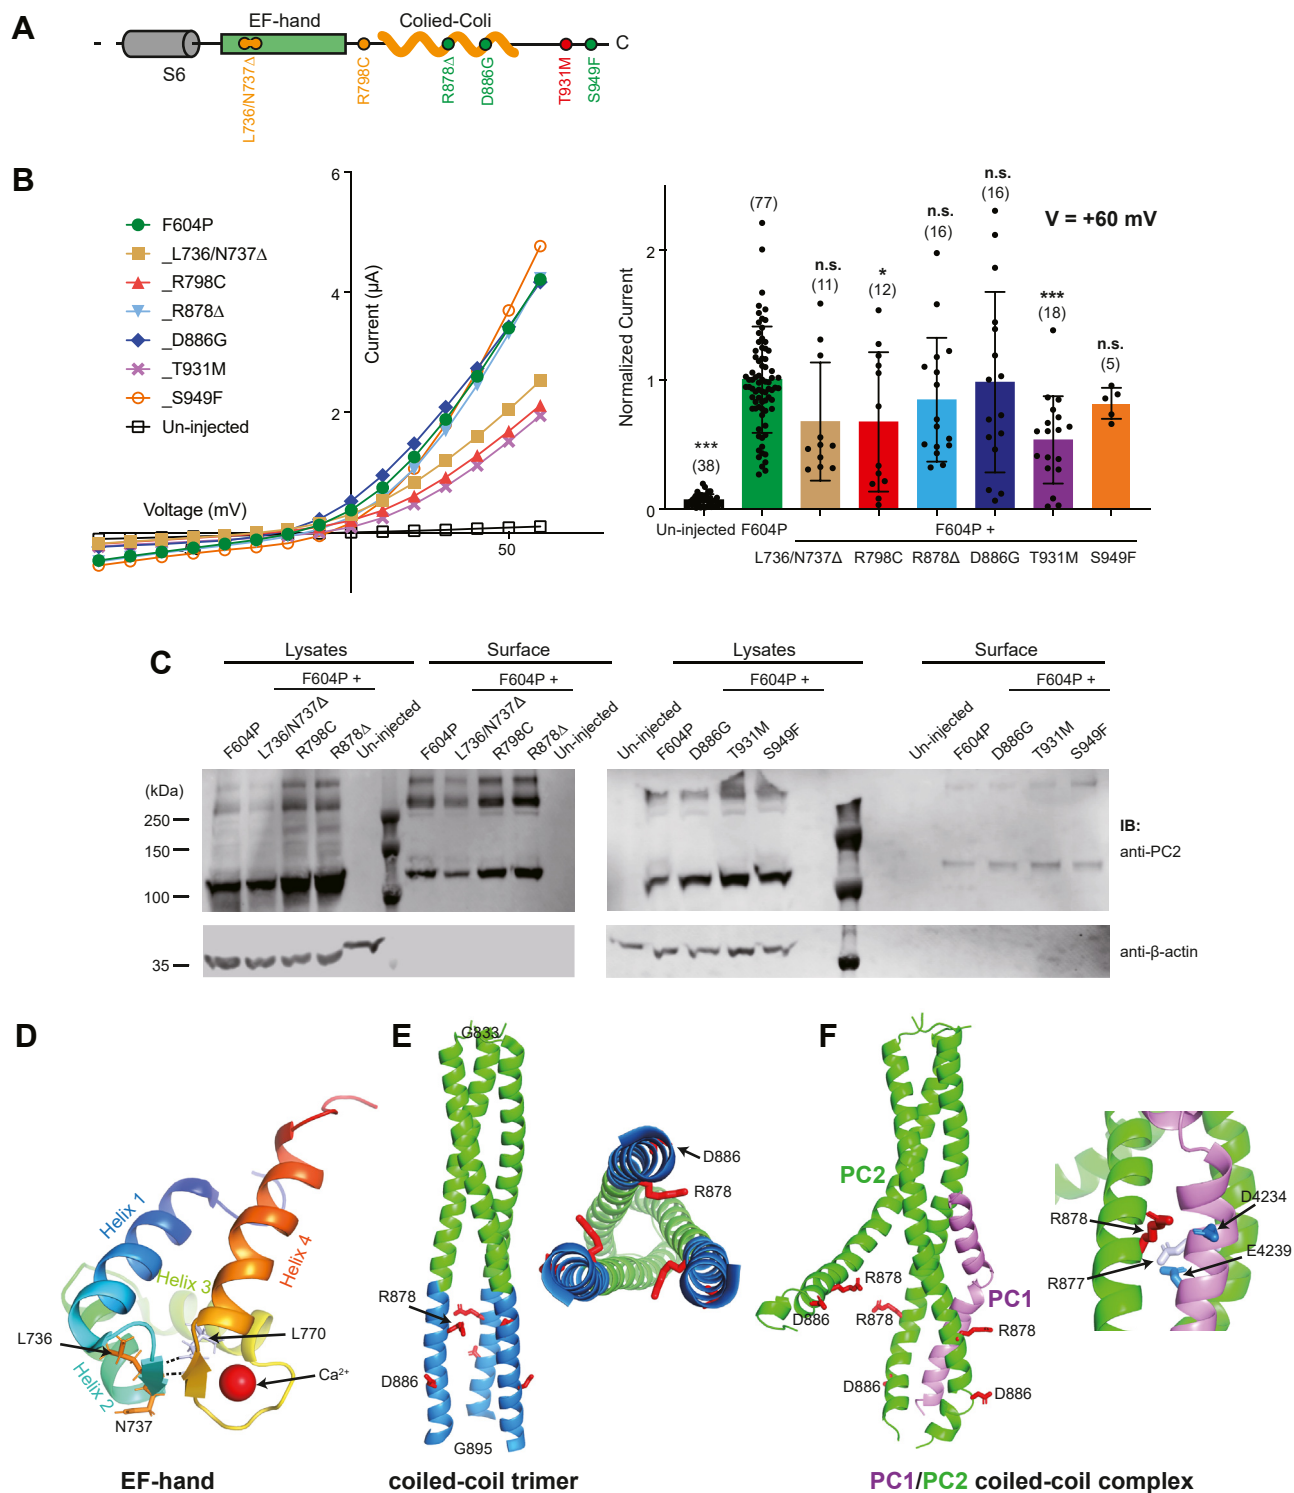 A
EF-hand
Colied-Coli
C
S6
L736/N737Δ
R798C
R878Δ
D886G
T931M
S949F
B
F604P
_L736/N737Δ
_R798C
_R878Δ
_D886G
_T931M
_S949F
Un-injected
6
4
2
Current (μA)
Voltage (mV)
50
V = +60 mV
Normalized Current
2
1
0
***
(38)
(77)
n.s.
(11)
*
(12)
n.s.
(16)
n.s.
(16)
***
(18)
n.s.
(5)
Un-injected F604P
F604P +
L736/N737Δ R798C R878Δ D886G T931M S949F
C
Lysates Surface Lysates Surface
F604P + F604P + F604P + F604P +
F604P L736/N737Δ R798C R878Δ Un-injected
F604P L736/N737Δ R798C R878Δ Un-injected
Un-injected F604P D886G T931M S949F
Un-injected F604P D886G T931M S949F
(kDa)
250
150
100
35
IB:
anti-PC2
anti-β-actin
D
Helix 1
Helix 2
Helix 3
Helix 4
L736
N737
L770
Ca²⁺
EF-hand
E
G833
R878
D886
G895
D886
R878
coiled-coil trimer
F
PC2
PC1
R878
D886
R878
R878
D886
D886
R878
R877
D4234
E4239
PC1/PC2 coiled-coil complex